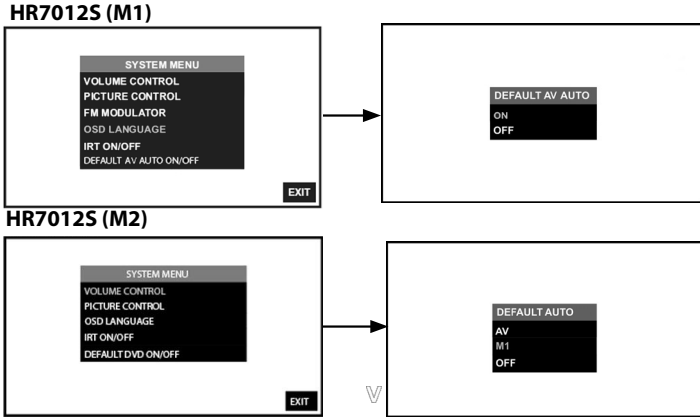 HR7012S (M1)
SYSTEM MENU
VOLUME CONTROL
PICTURE CONTROL
FM MODULATOR
OSD LANGUAGE
IRT ON/OFF
DEFAULT AV AUTO ON/OFF
EXIT
DEFAULT AV AUTO
ON
OFF
HR7012S (M2)
SYSTEM MENU
VOLUME CONTROL
PICTURE CONTROL
OSD LANGUAGE
IRT ON/OFF
DEFAULT DVD ON/OFF
EXIT
V
DEFAULT AUTO
AV
M1
OFF